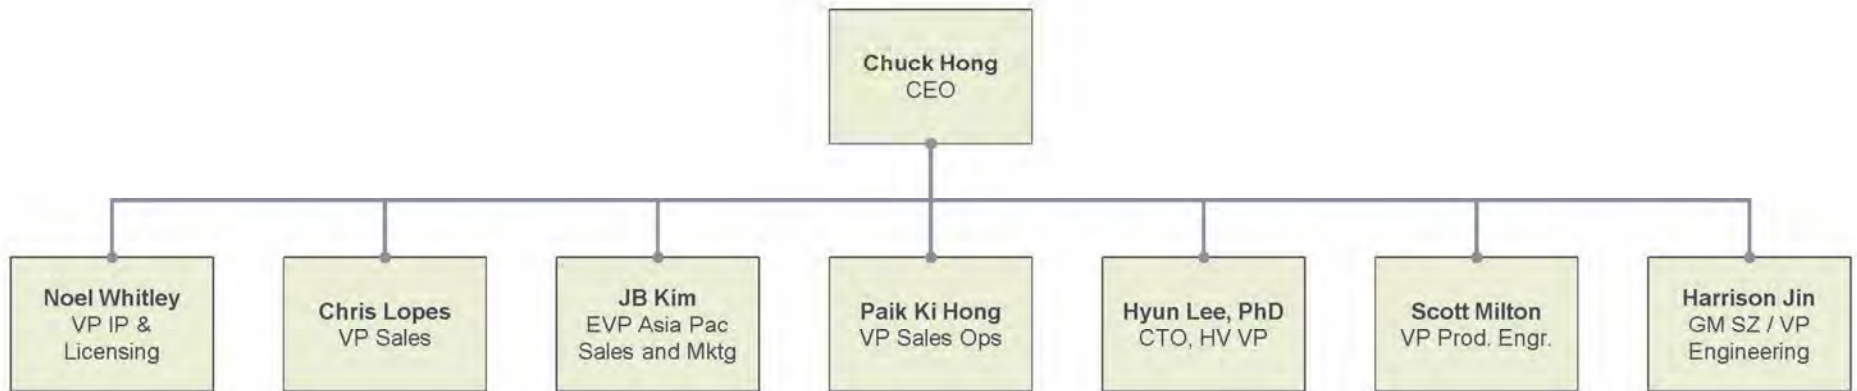 Chuck Hong
CEO
Noel Whitley
VP IP &
Licensing
Chris Lopes
VP Sales
JB Kim
EVP Asia Pac
Sales and Mktg
Paik Ki Hong
VP Sales Ops
Hyun Lee, PhD
CTO, HV VP
Scott Milton
VP Prod. Engr.
Harrison Jin
GM SZ / VP
Engineering